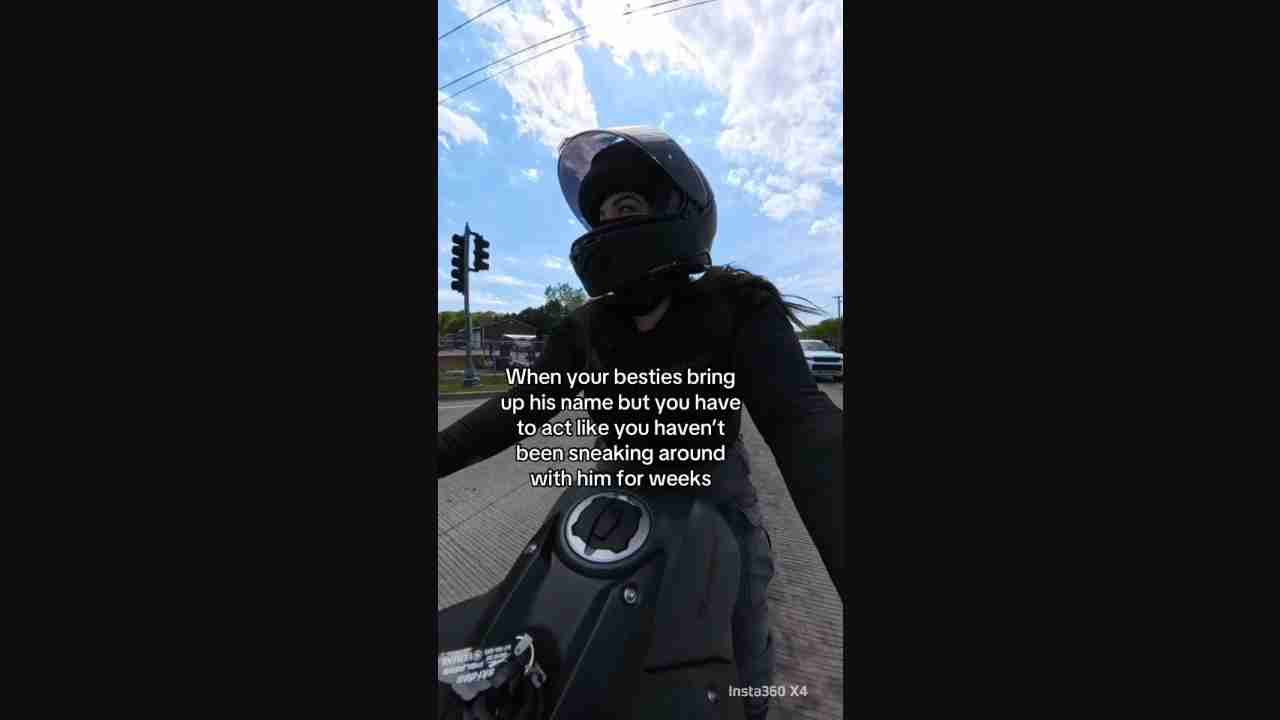 When your besties bring
up his name but you have
to act like you haven’t
been sneaking around
with him for weeks
Insta360 X4